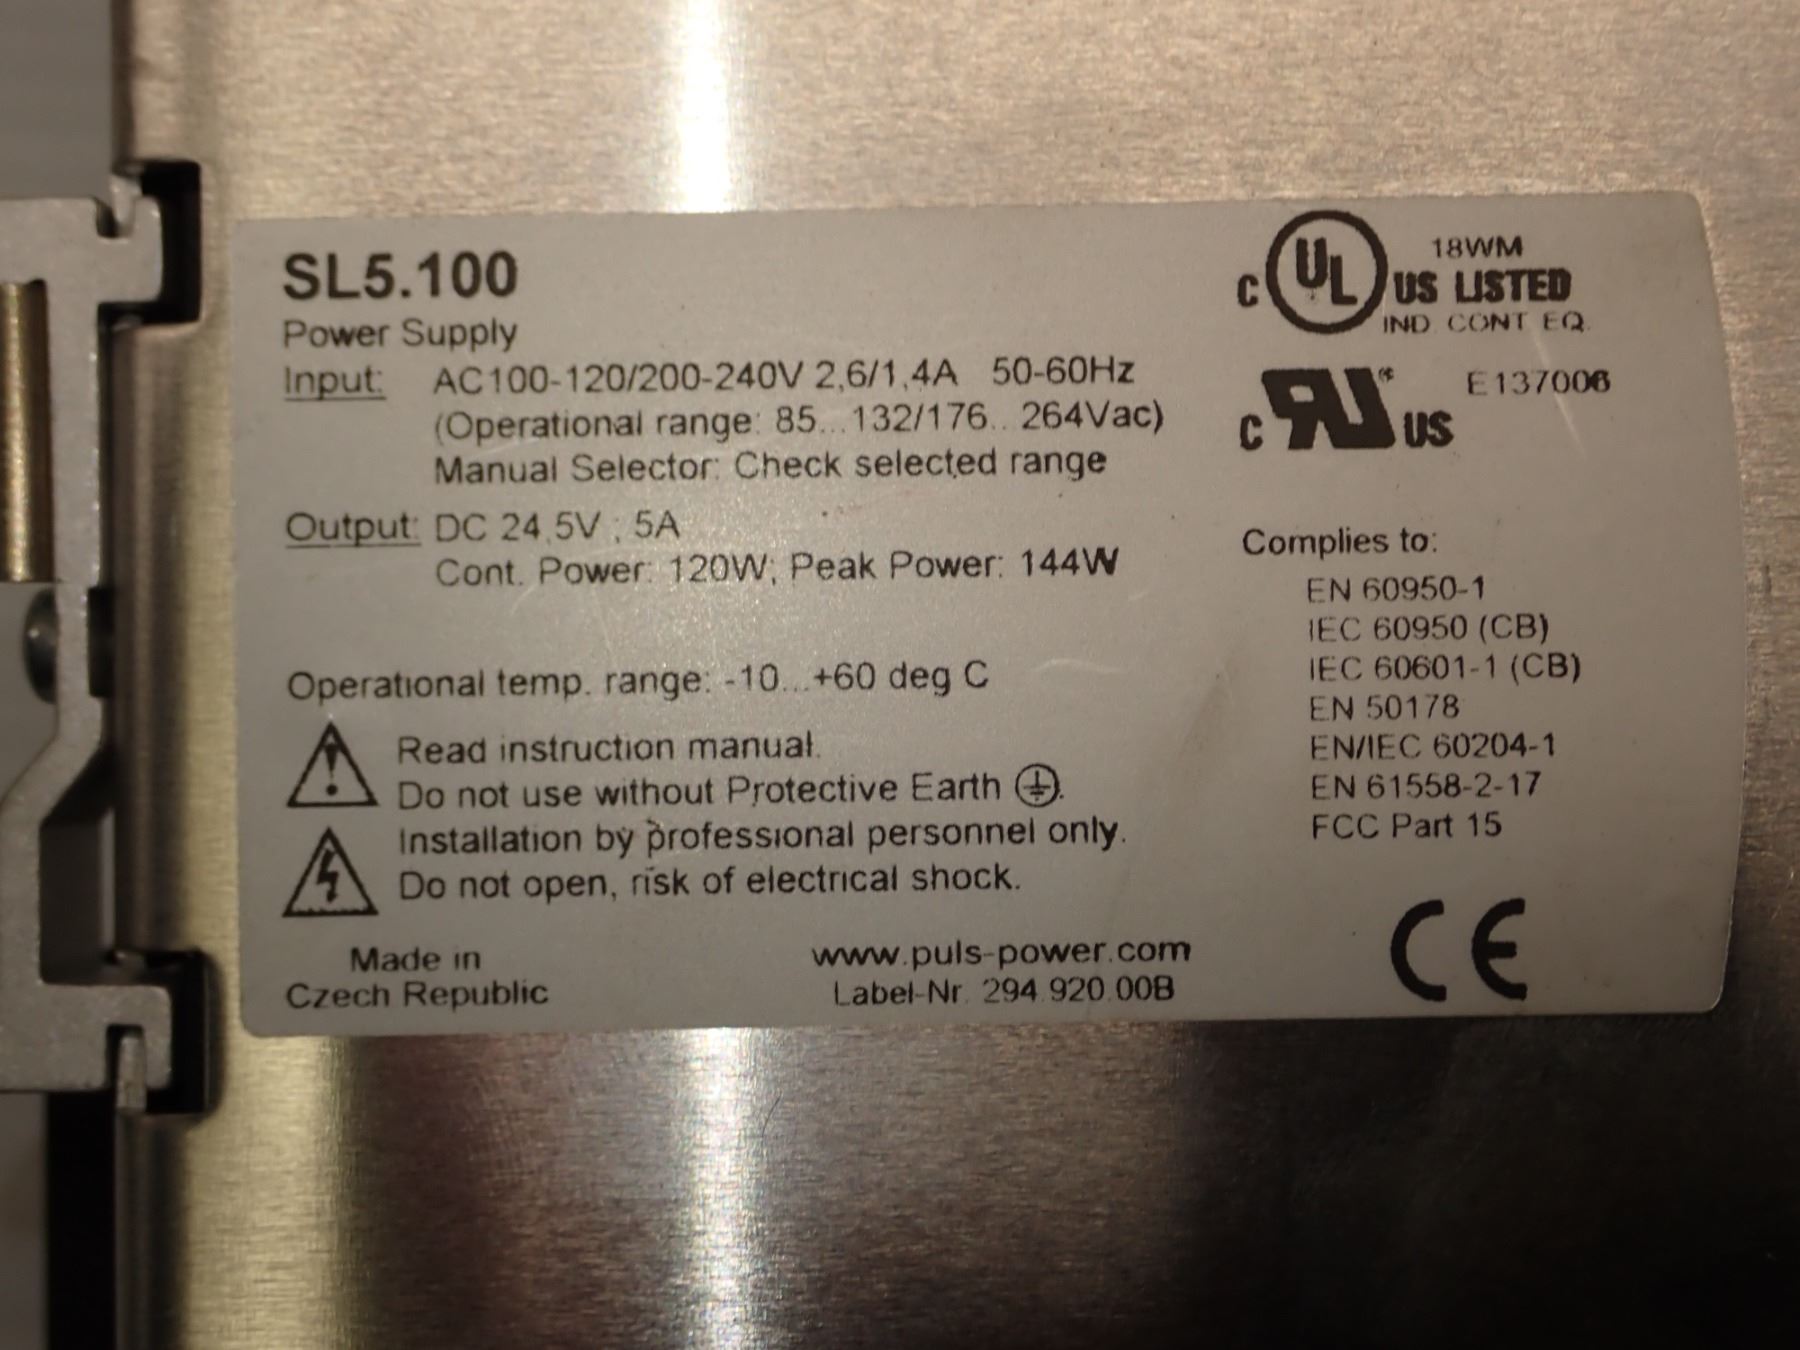 SL5.100
Power Supply
Input: AC100-120/200-240V 2,6/1,4A 50-60Hz
(Operational range: 85...132/176...264Vac)
Manual Selector: Check selected range
Output: DC 24,5V ; 5A
Cont. Power: 120W; Peak Power: 144W
Operational temp. range: -10...+60 deg C
Read instruction manual.
Do not use without Protective Earth .
Installation by professional personnel only.
Do not open, risk of electrical shock.
Made in
Czech Republic
www.puls-power.com
Label-Nr. 294.920.00B
18WM
C UL US LISTED
IND. CONT. EQ.
C RU US E137006
Complies to:
EN 60950-1
IEC 60950 (CB)
IEC 60601-1 (CB)
EN 50178
EN/IEC 60204-1
EN 61558-2-17
FCC Part 15
CE